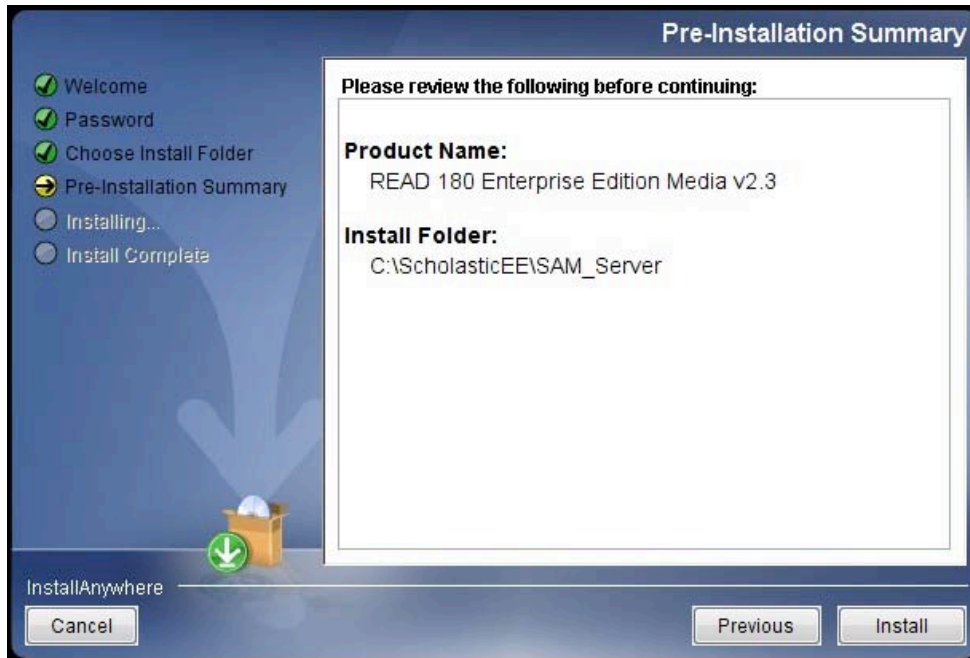 Pre-Installation Summary
Welcome
Password
Choose Install Folder
Pre-Installation Summary
Installing...
Install Complete
Please review the following before continuing:
Product Name:
READ 180 Enterprise Edition Media v2.3
Install Folder:
C:\ScholasticEE\SAM_Server
InstallAnywhere
Cancel
Previous
Install